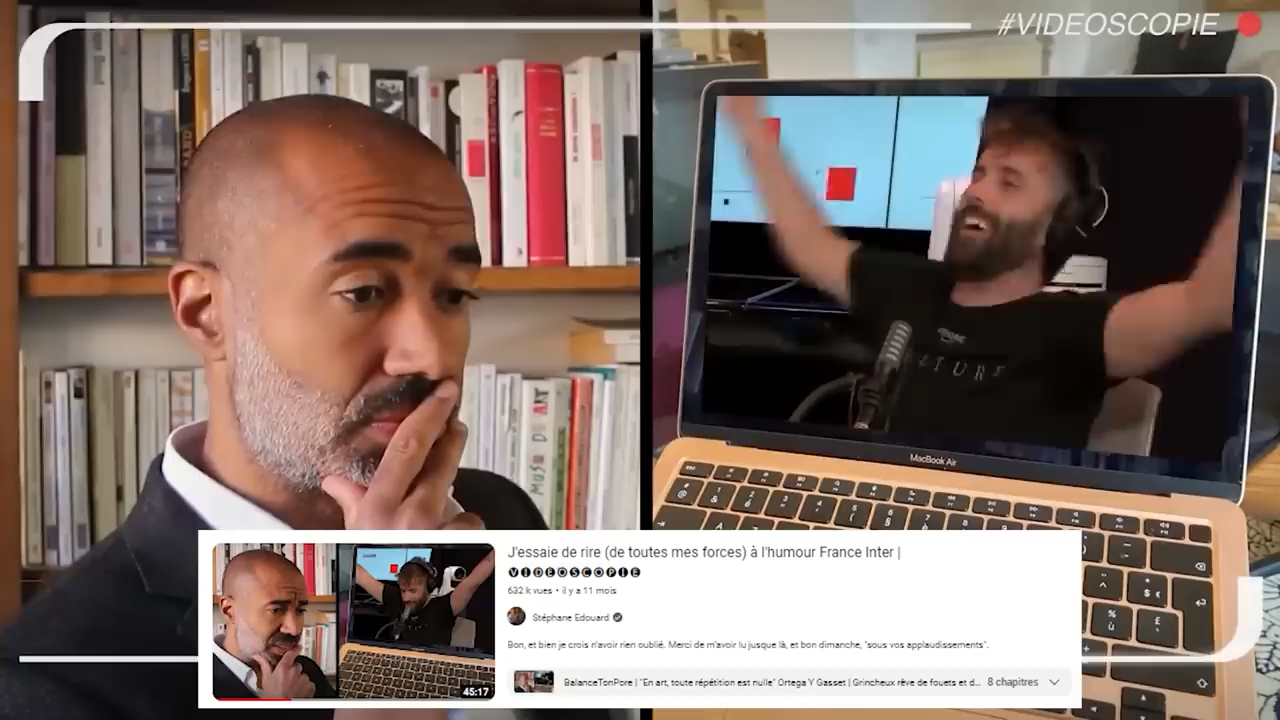 #VIDEOSCOPIE
MUSH DE ART
MacBook Air
J'essaie de rire (de toutes mes forces) à l'humour France Inter |
🅥🅘🅓🅔🅞🅢🅒🅞🅟🅘🅔
632 k vues • il y a 11 mois
Stéphane Edouard
Bon, et bien je crois n'avoir rien oublié. Merci de m'avoir lu jusque là, et bon dimanche, "sous vos applaudissements".
45:17
BalanceTonPore | "En art, toute répétition est nulle" Ortega Y Gasset | Grincheux rêve de fouets et d... 8 chapitres